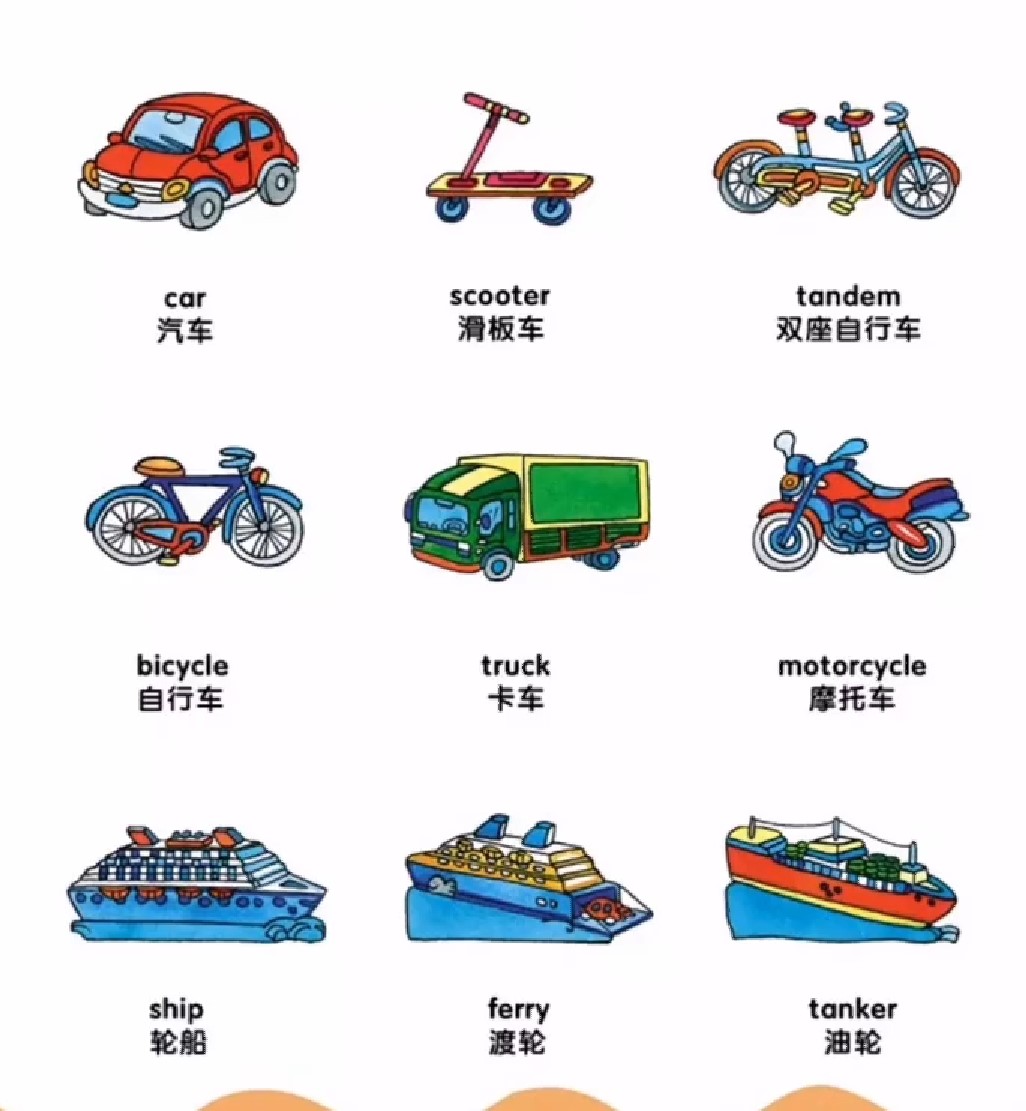 car
汽车
scooter
滑板车
tandem
双座自行车
bicycle
自行车
truck
卡车
motorcycle
摩托车
ship
轮船
ferry
渡轮
tanker
油轮